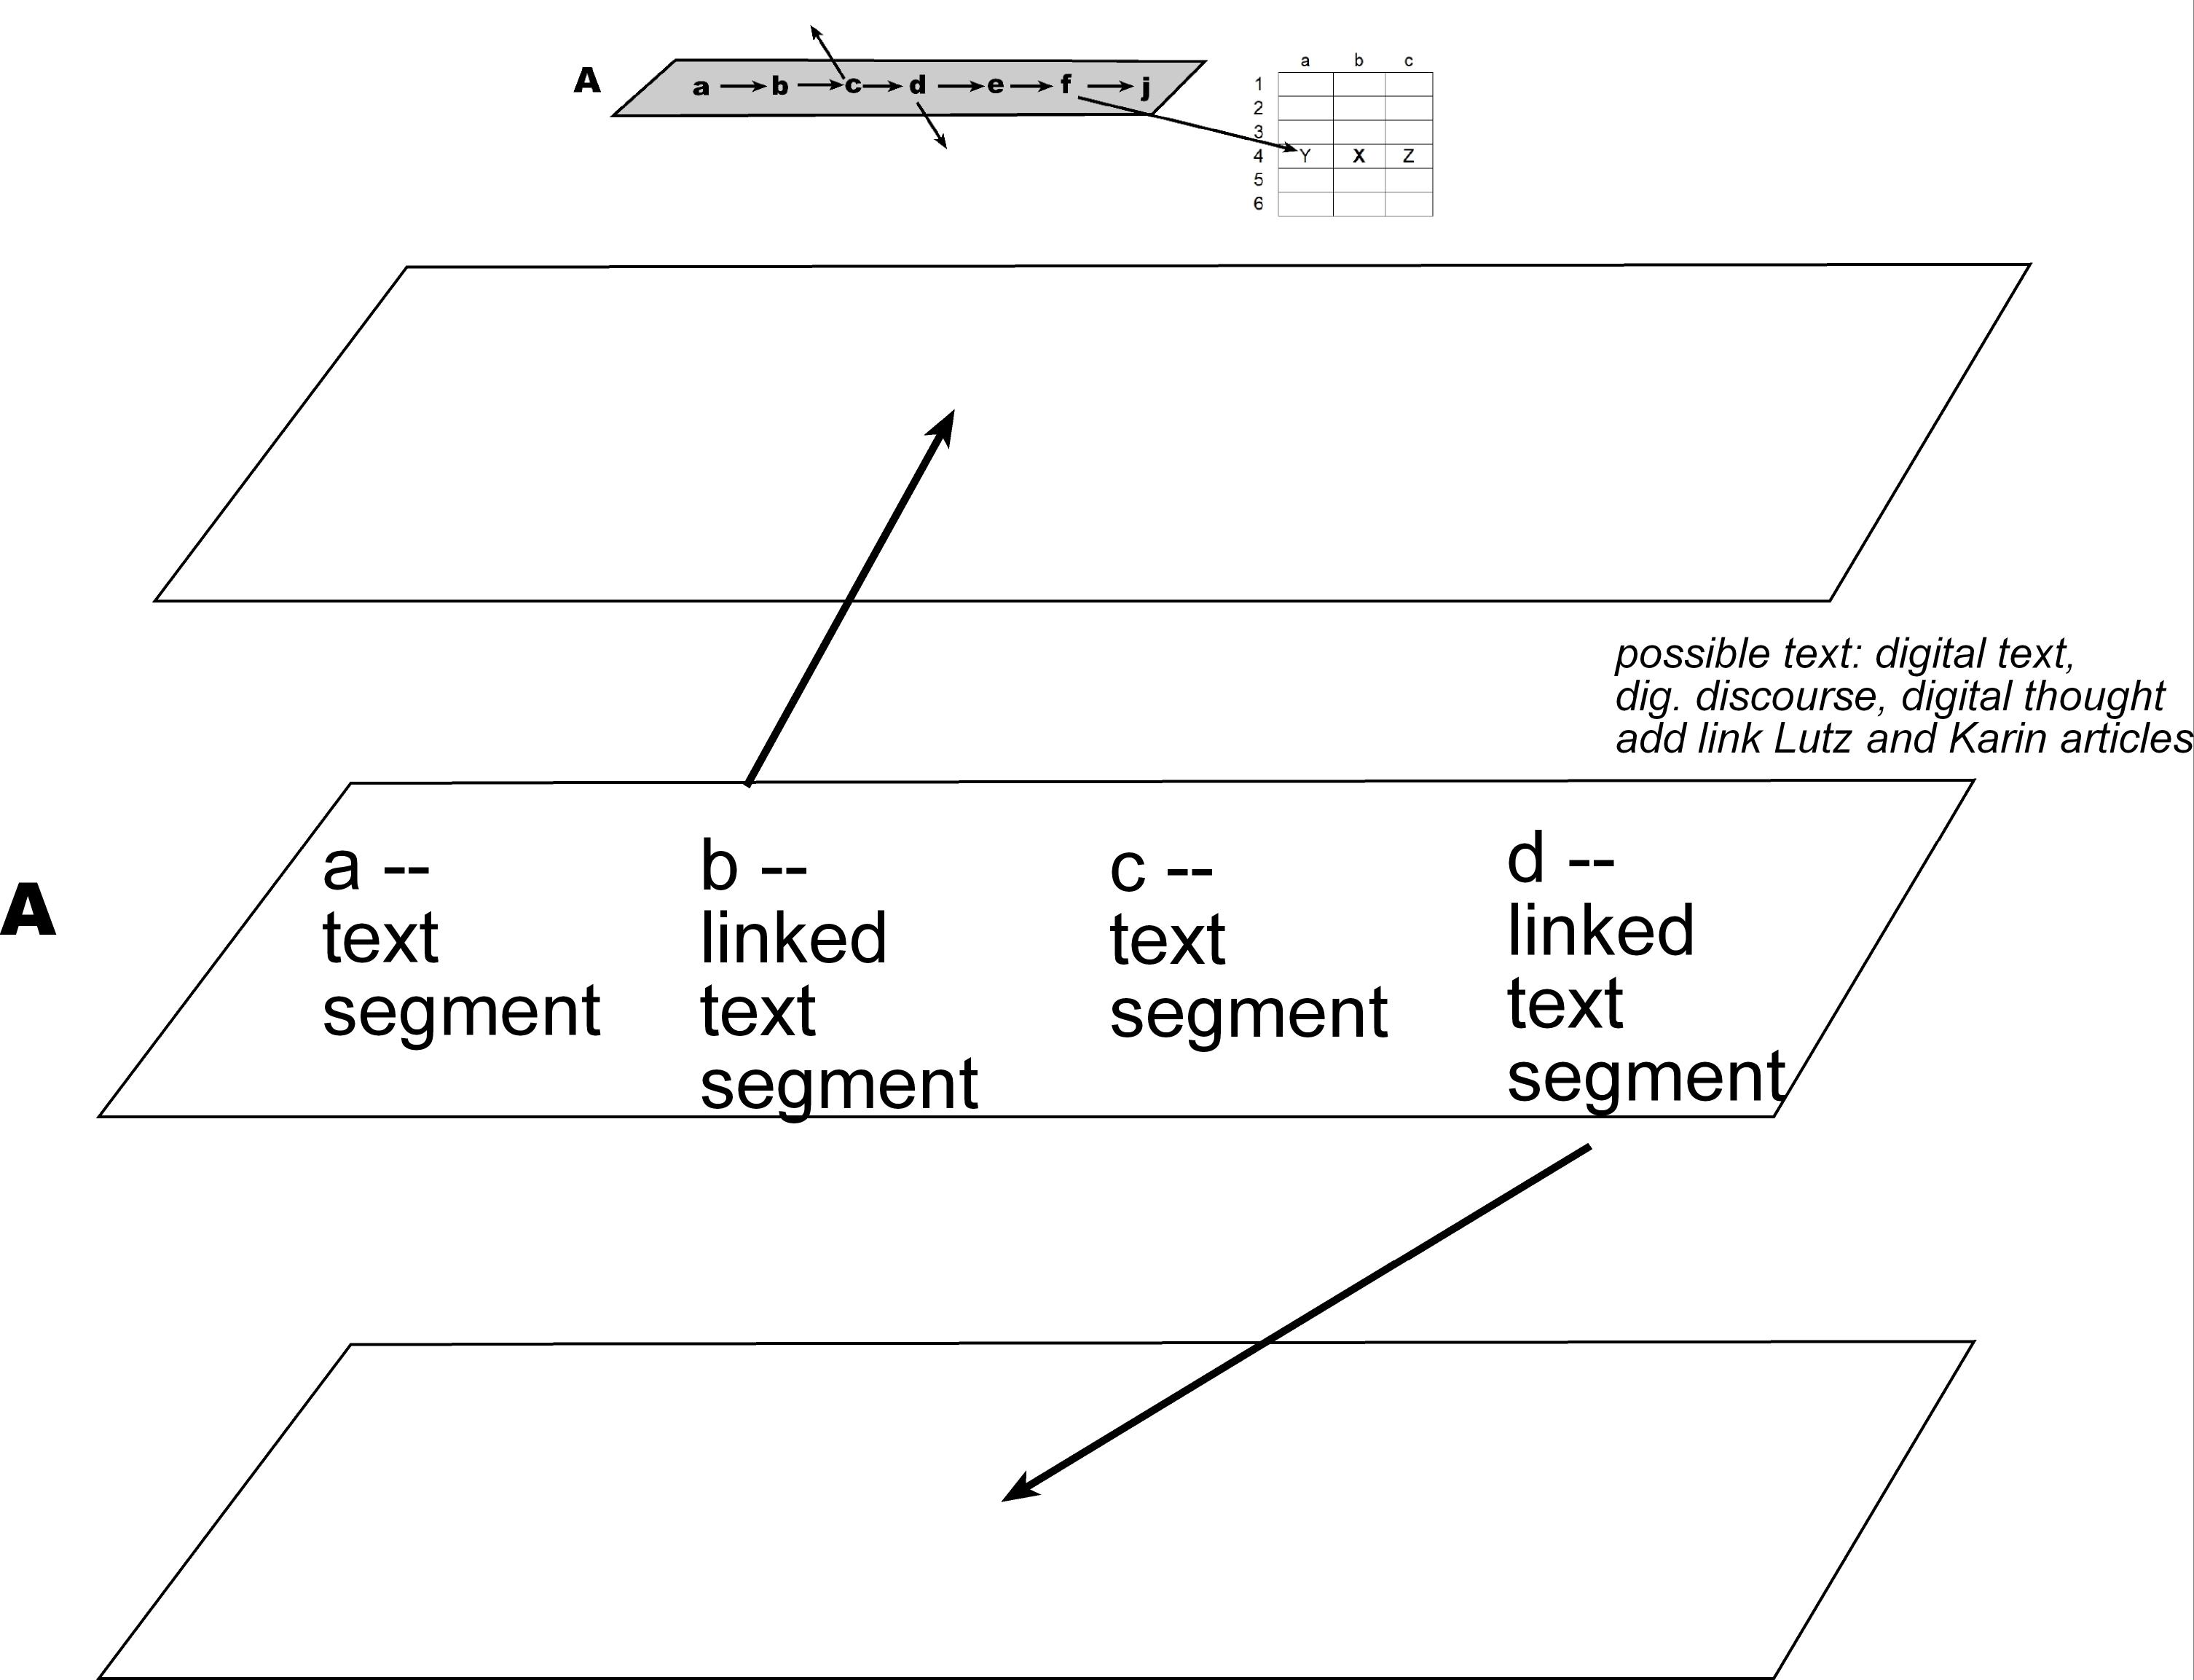 A
a b c d e f j
a b c
1
2
3
4 Y X Z
5
6
possible text: digital text,
dig. discourse, digital thought
add link Lutz and Karin articles
A
a --
text
segment
b --
linked
text
segment
c --
text
segment
d --
linked
text
segment